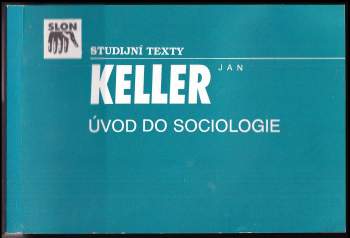 SLON
STUDIJNÍ TEXTY
JAN
KELLER
ÚVOD DO SOCIOLOGIE